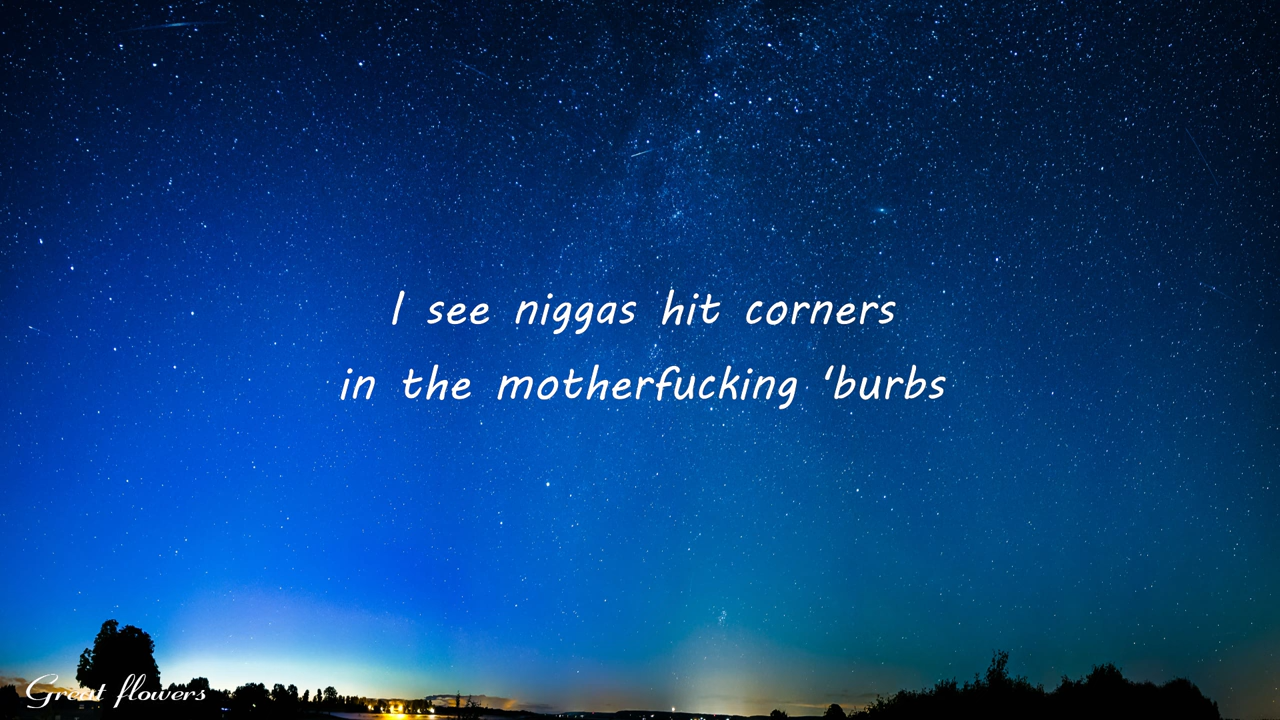 I see niggas hit corners
in the motherfucking ‘burbs
Great flowers